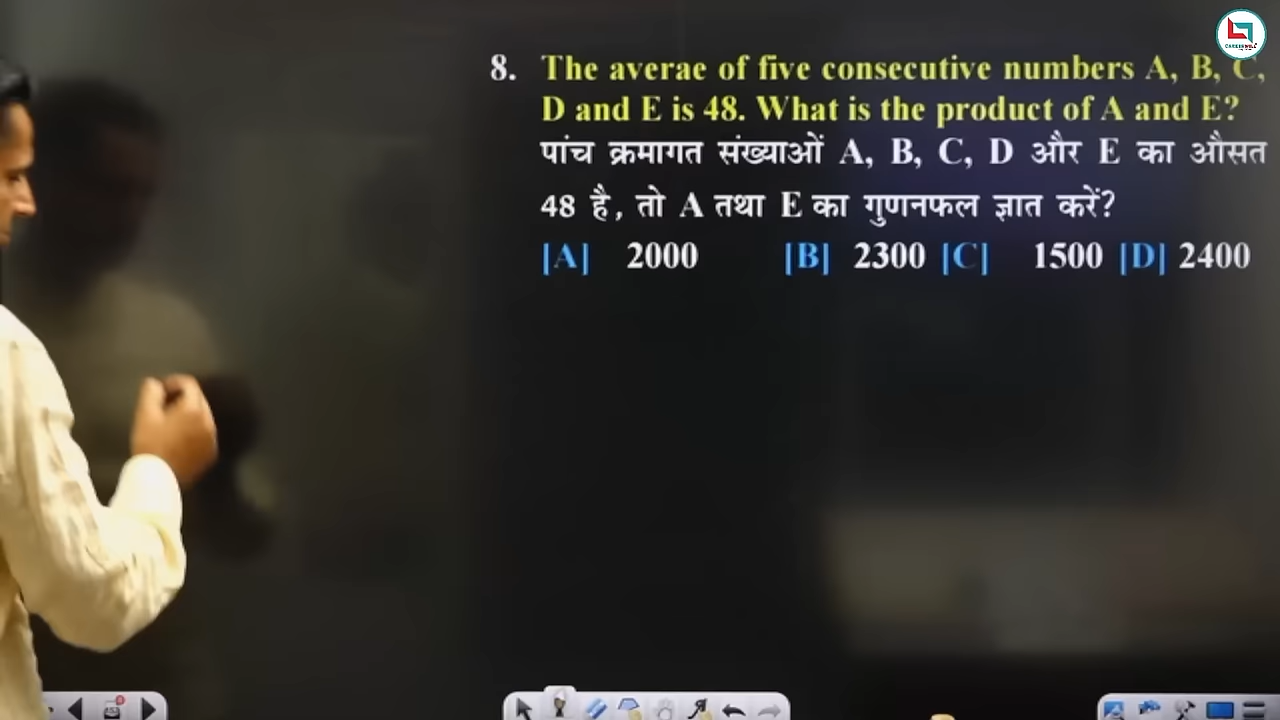 CAREERWILL
8. The averae of five consecutive numbers A, B, C,
D and E is 48. What is the product of A and E?
पांच क्रमागत संख्याओं A, B, C, D और E का औसत
48 है, तो A तथा E का गुणनफल ज्ञात करें?
[A] 2000 [B] 2300 [C] 1500 [D] 2400